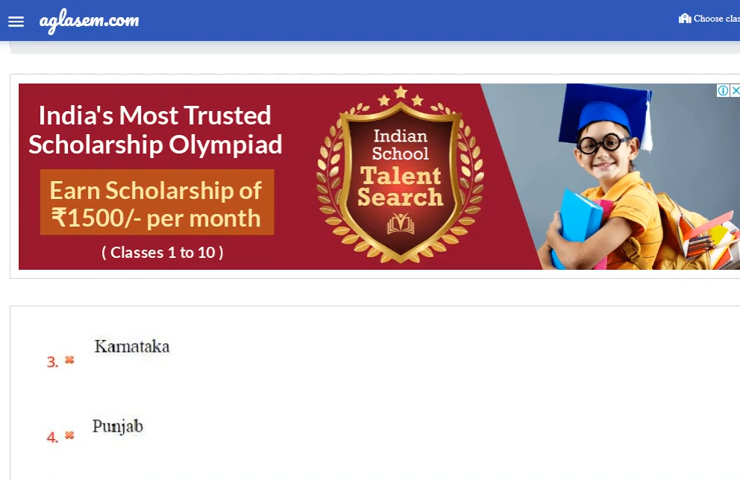 aglasem.com
Choose clas
India's Most Trusted
Scholarship Olympiad
Earn Scholarship of
₹1500/- per month
( Classes 1 to 10 )
Indian
School
Talent
Search
3. Karnataka
4. Punjab